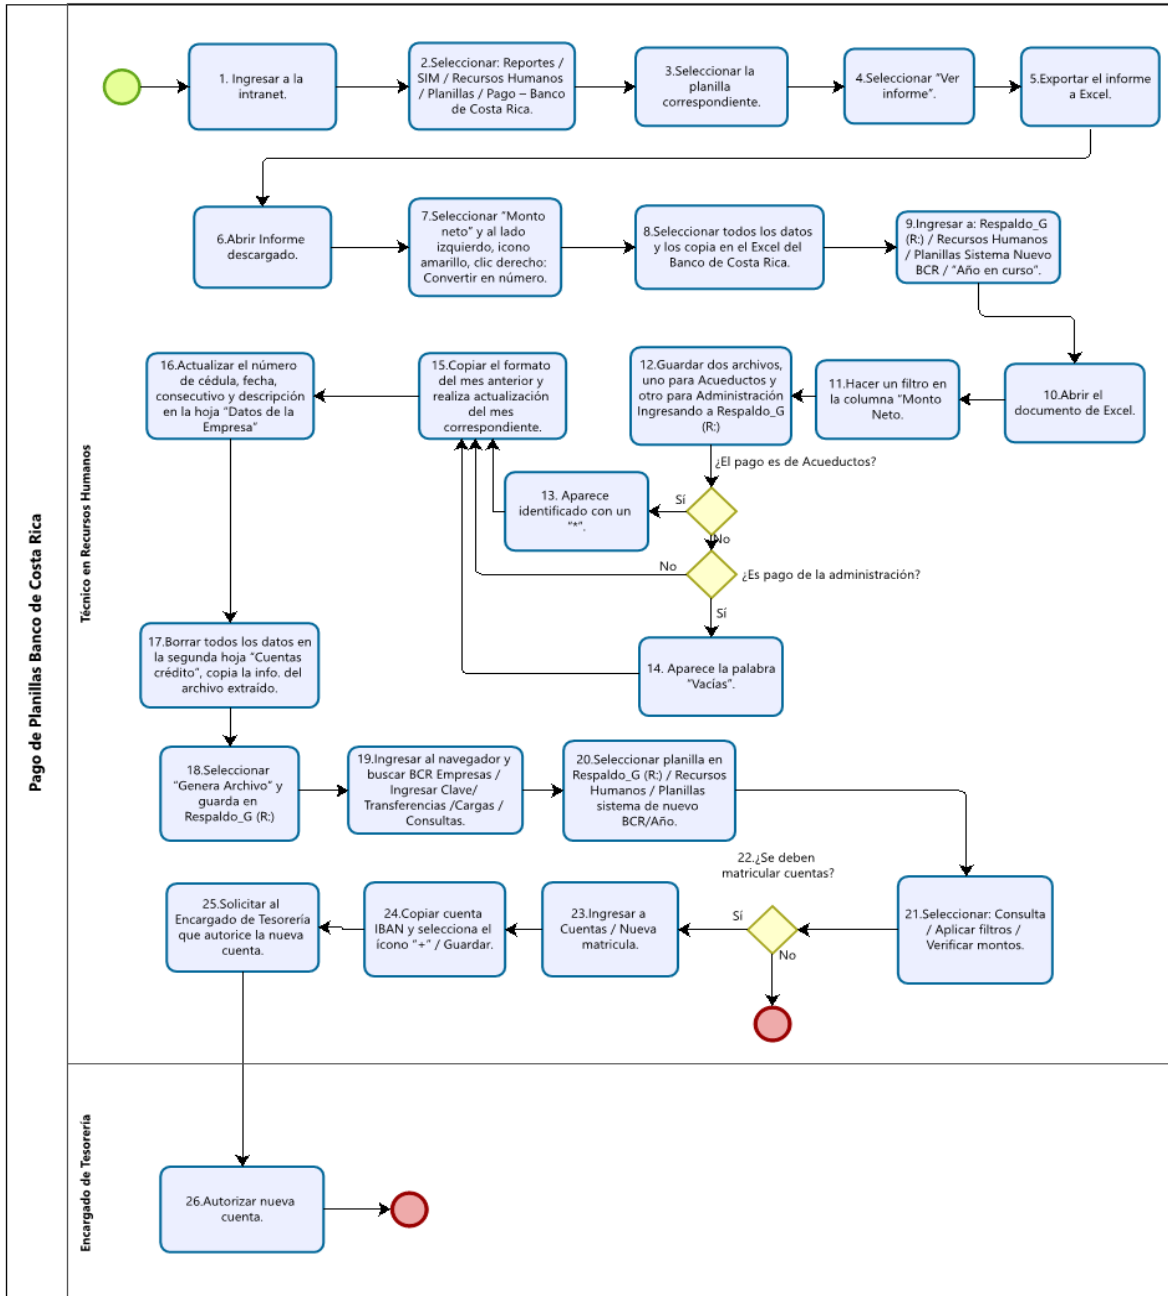 Pago de Planillas Banco de Costa Rica
Técnico en Recursos Humanos
1. Ingresar a la
intranet.
2.Seleccionar: Reportes /
SIM / Recursos Humanos
/ Planillas / Pago – Banco
de Costa Rica.
3.Seleccionar la
planilla
correspondiente.
4.Seleccionar “Ver
informe”.
5.Exportar el informe
a Excel.
6.Abrir Informe
descargado.
7.Seleccionar “Monto
neto” y al lado
izquierdo, icono
amarillo, clic derecho:
Convertir en número.
8.Seleccionar todos los datos
y los copia en el Excel del
Banco de Costa Rica.
9.Ingresar a: Respaldo_G
(R:) / Recursos Humanos
/ Planillas Sistema Nuevo
BCR / “Año en curso”.
10.Abrir el
documento de Excel.
11.Hacer un filtro en
la columna “Monto
Neto.
12.Guardar dos archivos,
uno para Acueductos y
otro para Administración
Ingresando a Respaldo_G
(R:)
¿El pago es de Acueductos?
Sí
No
13. Aparece
identificado con un
“*”.
¿Es pago de la administración?
No
Sí
14. Aparece la palabra
“Vacías”.
15.Copiar el formato
del mes anterior y
realiza actualización
del mes
correspondiente.
16.Actualizar el número
de cédula, fecha,
consecutivo y descripción
en la hoja “Datos de la
Empresa”
17.Borrar todos los datos en
la segunda hoja “Cuentas
crédito”, copia la info. del
archivo extraído.
18.Seleccionar
“Genera Archivo” y
guarda en
Respaldo_G (R:)
19.Ingresar al navegador y
buscar BCR Empresas /
Ingresar Clave/
Transferencias /Cargas /
Consultas.
20.Seleccionar planilla en
Respaldo_G (R:) / Recursos
Humanos / Planillas
sistema de nuevo
BCR/Año.
21.Seleccionar: Consulta
/ Aplicar filtros /
Verificar montos.
22.¿Se deben
matricular cuentas?
Sí
No
23.Ingresar a
Cuentas / Nueva
matricula.
24.Copiar cuenta
IBAN y selecciona el
ícono “+” / Guardar.
25.Solicitar al
Encargado de Tesorería
que autorice la nueva
cuenta.
Encargado de Tesorería
26.Autorizar nueva
cuenta.